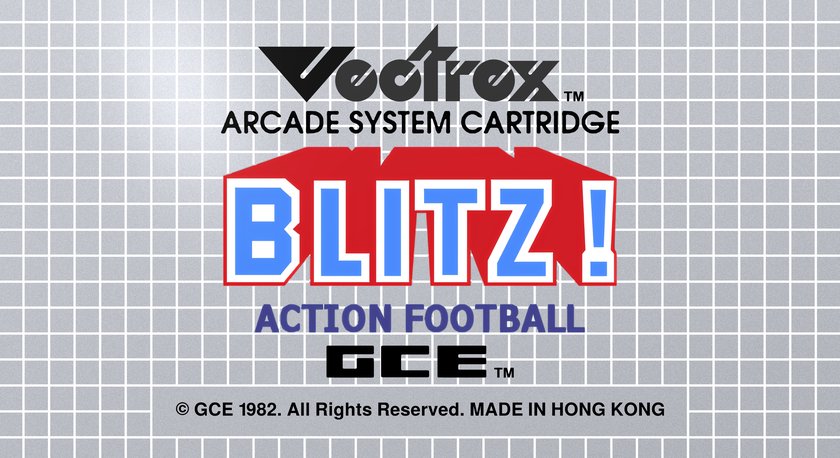 Vectrex™
ARCADE SYSTEM CARTRIDGE
BLITZ!
ACTION FOOTBALL
GCE™
© GCE 1982. All Rights Reserved. MADE IN HONG KONG